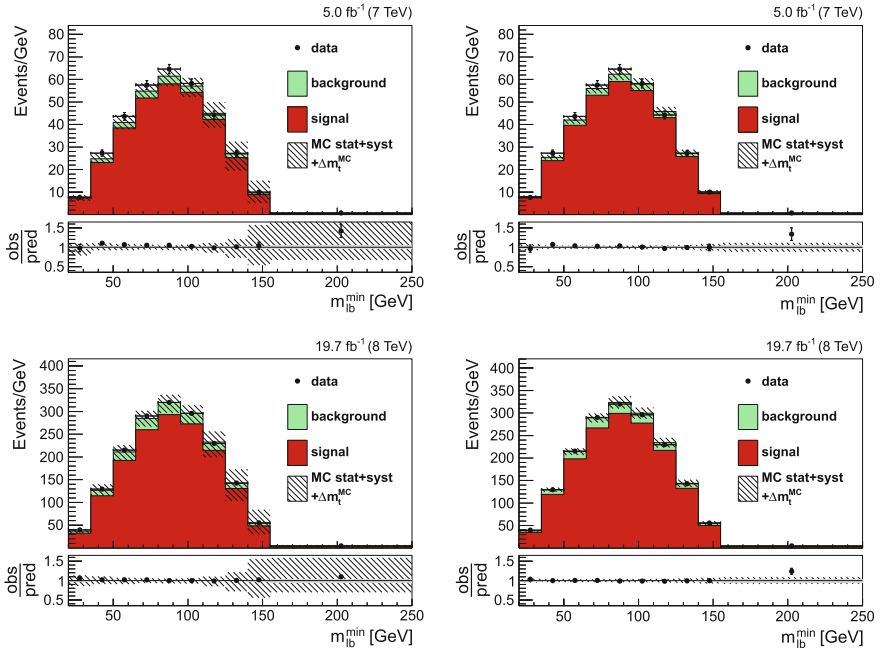 5.0 fb⁻¹ (7 TeV)
Events/GeV
80
70
60
50
40
30
20
10
data
background
signal
MC stat+syst
+Δm_t^MC
obs
pred
1.5
1
0.5
50 100 150 200 250
m_lb^min [GeV]
5.0 fb⁻¹ (7 TeV)
Events/GeV
80
70
60
50
40
30
20
10
data
background
signal
MC stat+syst
+Δm_t^MC
obs
pred
1.5
1
0.5
50 100 150 200 250
m_lb^min [GeV]
19.7 fb⁻¹ (8 TeV)
Events/GeV
400
350
300
250
200
150
100
50
data
background
signal
MC stat+syst
+Δm_t^MC
obs
pred
1.5
1
0.5
50 100 150 200 250
m_lb^min [GeV]
19.7 fb⁻¹ (8 TeV)
Events/GeV
400
350
300
250
200
150
100
50
data
background
signal
MC stat+syst
+Δm_t^MC
obs
pred
1.5
1
0.5
50 100 150 200 250
m_lb^min [GeV]